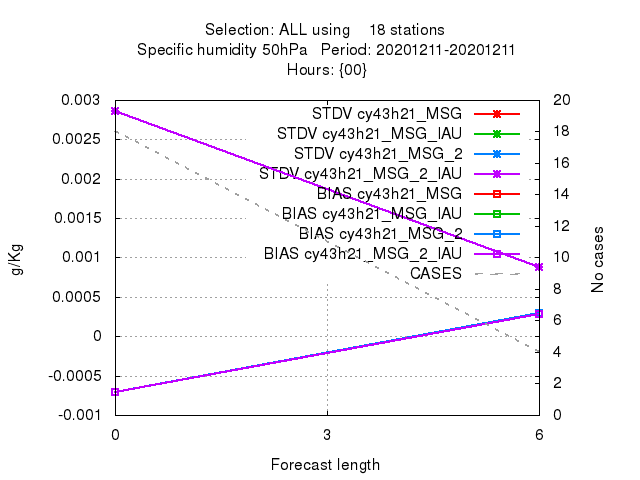 Selection: ALL using 18 stations
Specific humidity 50hPa Period: 20201211-20201211
Hours: {00}
0.003
0.0025
0.002
0.0015
0.001
0.0005
0
-0.0005
-0.001
g/Kg
STDV cy43h21_MSG
STDV cy43h21_MSG_IAU
STDV cy43h21_MSG_2
STDV cy43h21_MSG_2_IAU
BIAS cy43h21_MSG
BIAS cy43h21_MSG_IAU
BIAS cy43h21_MSG_2
BIAS cy43h21_MSG_2_IAU
CASES
20
18
16
14
12
10
8
6
4
2
0
No cases
0 3 6
Forecast length